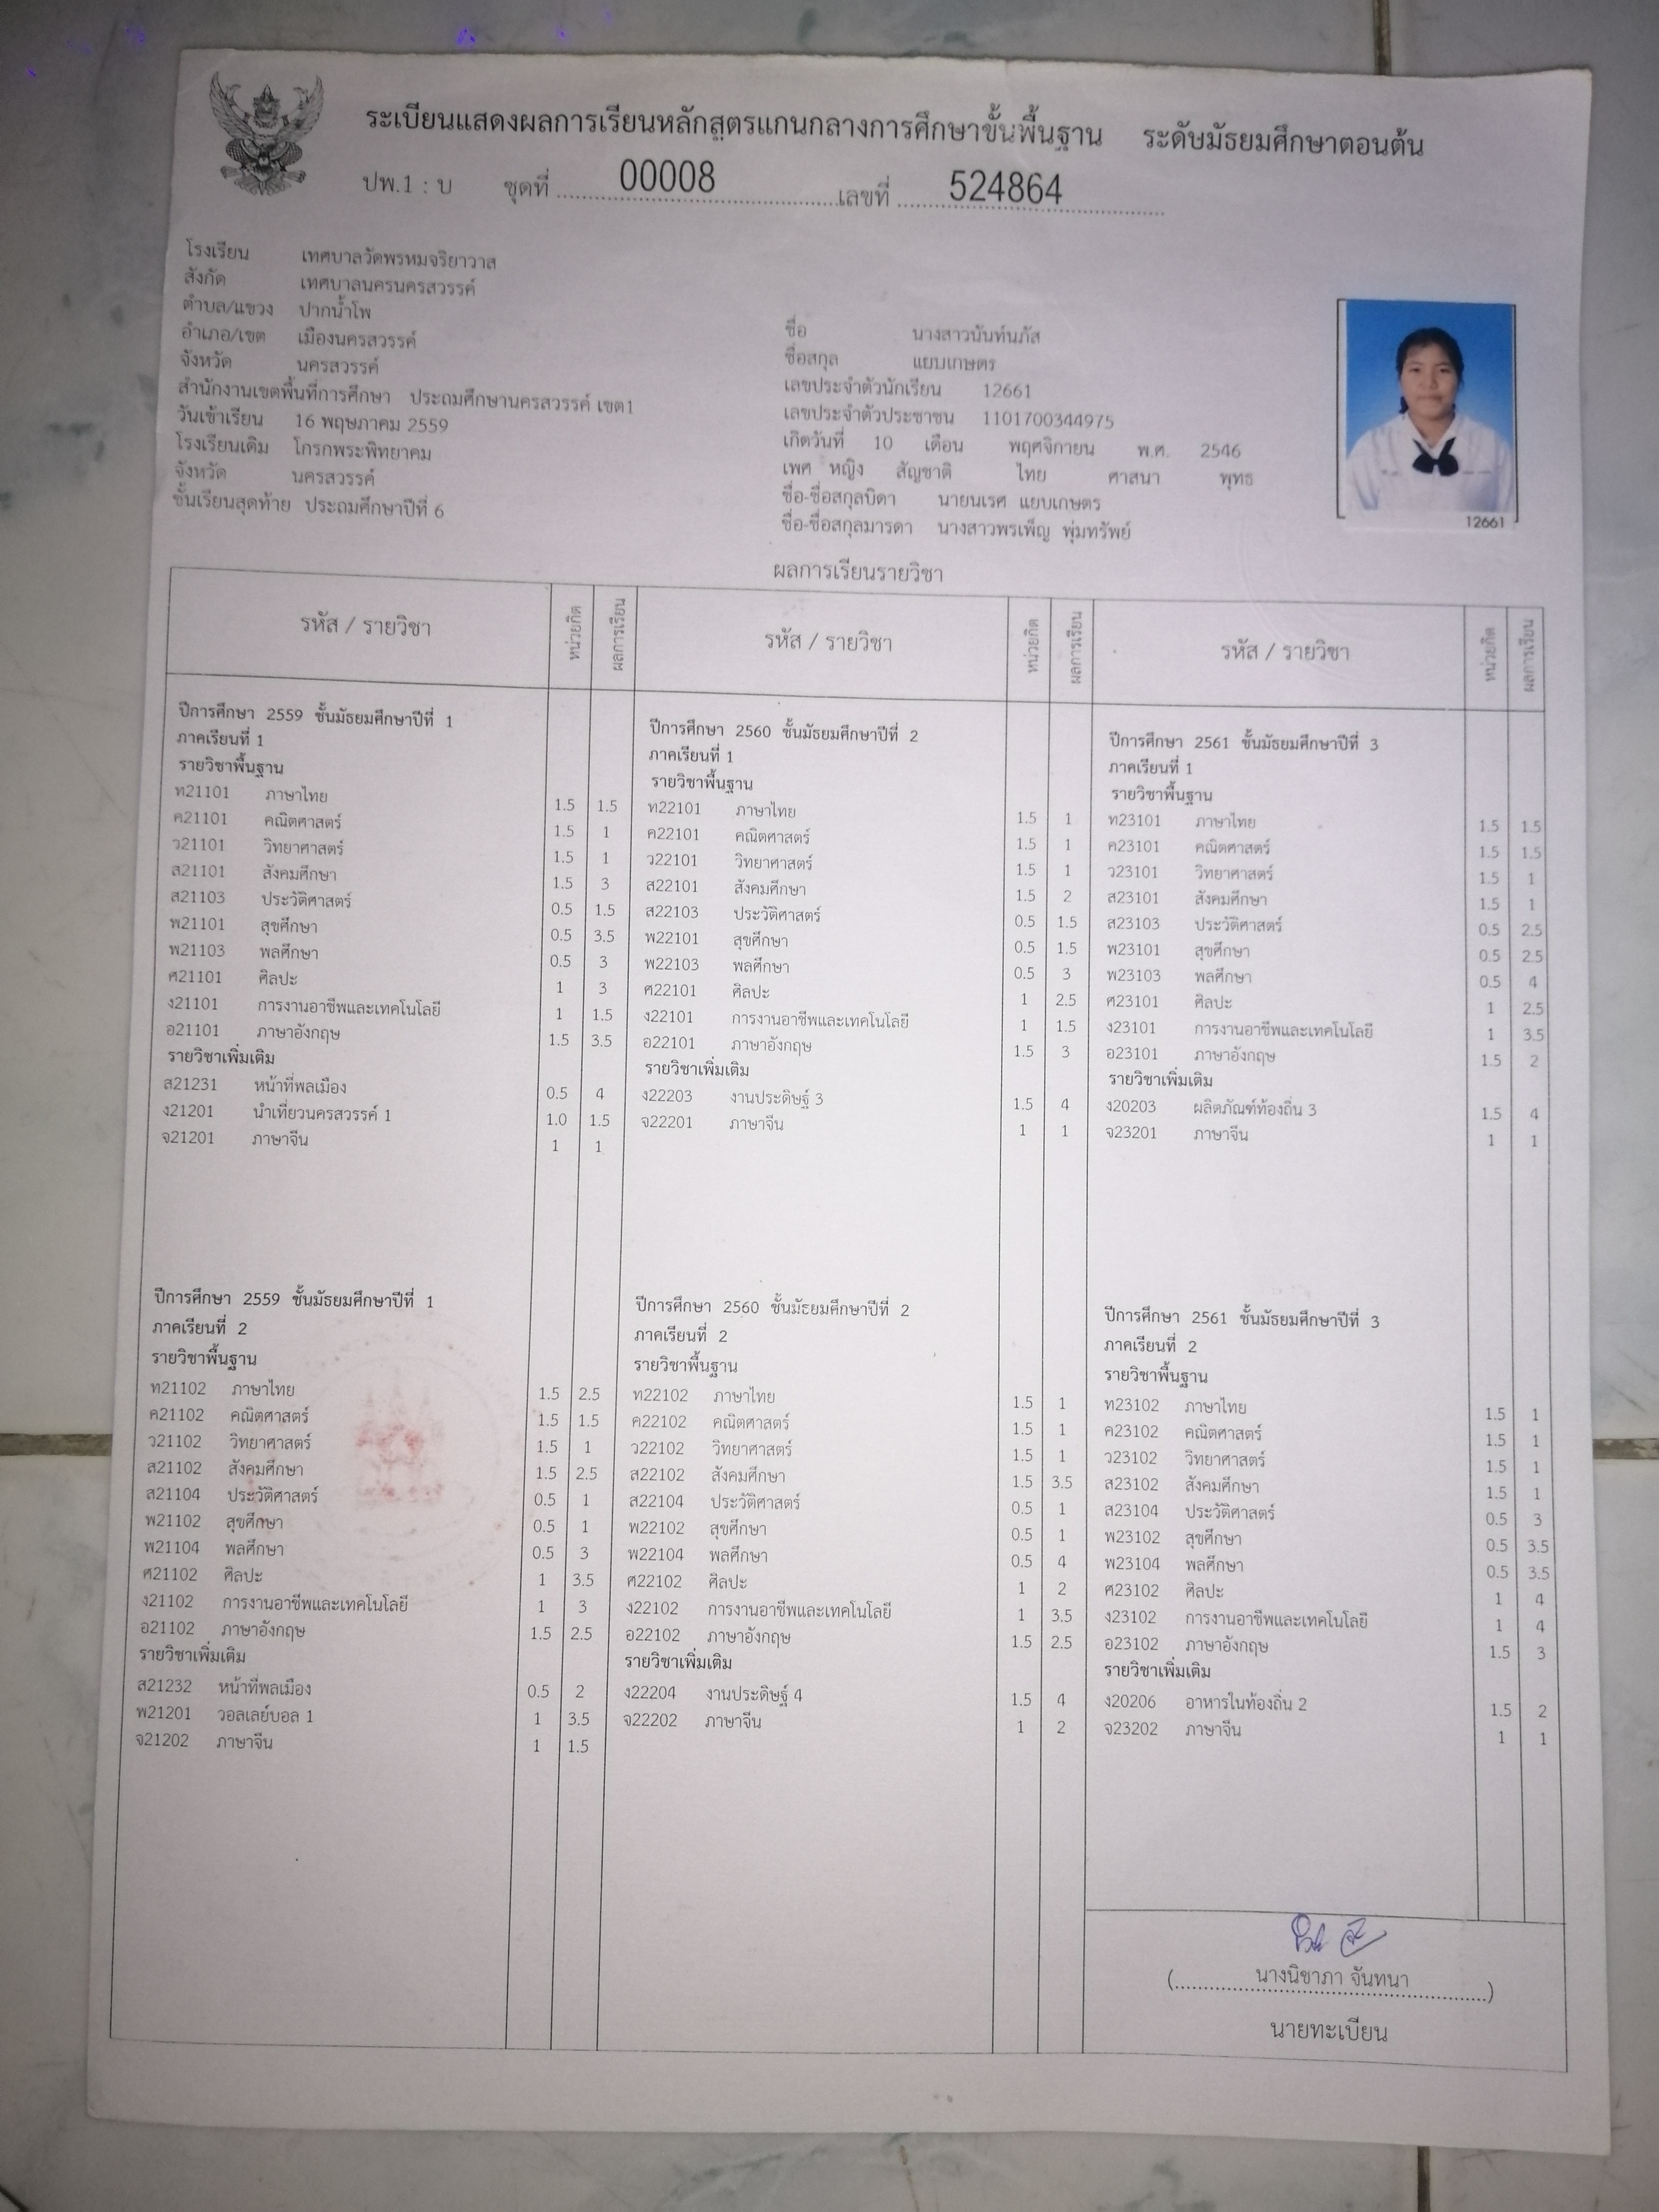 ระเบียนแสดงผลการเรียนหลักสูตรแกนกลางการศึกษาขั้นพื้นฐาน ระดับมัธยมศึกษาตอนต้น
ปพ.1 : บ ชุดที่ 00008 เลขที่ 524864
โรงเรียน เทศบาลวัดพรหมจริยาวาส
สังกัด เทศบาลนครนครสวรรค์
ตำบล/แขวง ปากน้ำโพ
อำเภอ/เขต เมืองนครสวรรค์
จังหวัด นครสวรรค์
สำนักงานเขตพื้นที่การศึกษา ประถมศึกษานครสวรรค์ เขต1
วันเข้าเรียน 16 พฤษภาคม 2559
โรงเรียนเดิม โกรกพระพิทยาคม
จังหวัด นครสวรรค์
ชั้นเรียนสุดท้าย ประถมศึกษาปีที่ 6
ชื่อ นางสาวนันท์นภัส
ชื่อสกุล แยบเกษตร
เลขประจำตัวนักเรียน 12661
เลขประจำตัวประชาชน 1101700344975
เกิดวันที่ 10 เดือน พฤศจิกายน พ.ศ. 2546
เพศ หญิง สัญชาติ ไทย ศาสนา พุทธ
ชื่อ-ชื่อสกุลบิดา นายนเรศ แยบเกษตร
ชื่อ-ชื่อสกุลมารดา นางสาวพรเพ็ญ พุ่มทรัพย์
12661
ผลการเรียนรายวิชา
รหัส / รายวิชา หน่วยกิต ผลการเรียน รหัส / รายวิชา หน่วยกิต ผลการเรียน รหัส / รายวิชา หน่วยกิต ผลการเรียน
ปีการศึกษา 2559 ชั้นมัธยมศึกษาปีที่ 1
ภาคเรียนที่ 1
รายวิชาพื้นฐาน
ท21101 ภาษาไทย 1.5 1.5
ค21101 คณิตศาสตร์ 1.5 1
ว21101 วิทยาศาสตร์ 1.5 1
ส21101 สังคมศึกษา 1.5 3
ส21103 ประวัติศาสตร์ 0.5 1.5
พ21101 สุขศึกษา 0.5 3.5
พ21103 พลศึกษา 0.5 3
ศ21101 ศิลปะ 1 3
ง21101 การงานอาชีพและเทคโนโลยี 1 1.5
อ21101 ภาษาอังกฤษ 1.5 3.5
รายวิชาเพิ่มเติม
ส21231 หน้าที่พลเมือง 0.5 4
ง21201 นำเที่ยวนครสวรรค์ 1 1.0 1.5
จ21201 ภาษาจีน 1 1
ปีการศึกษา 2559 ชั้นมัธยมศึกษาปีที่ 1
ภาคเรียนที่ 2
รายวิชาพื้นฐาน
ท21102 ภาษาไทย 1.5 2.5
ค21102 คณิตศาสตร์ 1.5 1.5
ว21102 วิทยาศาสตร์ 1.5 1
ส21102 สังคมศึกษา 1.5 2.5
ส21104 ประวัติศาสตร์ 0.5 1
พ21102 สุขศึกษา 0.5 1
พ21104 พลศึกษา 0.5 3
ศ21102 ศิลปะ 1 3.5
ง21102 การงานอาชีพและเทคโนโลยี 1 3
อ21102 ภาษาอังกฤษ 1.5 2.5
รายวิชาเพิ่มเติม
ส21232 หน้าที่พลเมือง 0.5 2
พ21201 วอลเลย์บอล 1 1 3.5
จ21202 ภาษาจีน 1 1.5
ปีการศึกษา 2560 ชั้นมัธยมศึกษาปีที่ 2
ภาคเรียนที่ 1
รายวิชาพื้นฐาน
ท22101 ภาษาไทย 1.5 1
ค22101 คณิตศาสตร์ 1.5 1
ว22101 วิทยาศาสตร์ 1.5 1
ส22101 สังคมศึกษา 1.5 2
ส22103 ประวัติศาสตร์ 0.5 1.5
พ22101 สุขศึกษา 0.5 1.5
พ22103 พลศึกษา 0.5 3
ศ22101 ศิลปะ 1 2.5
ง22101 การงานอาชีพและเทคโนโลยี 1 1.5
อ22101 ภาษาอังกฤษ 1.5 3
รายวิชาเพิ่มเติม
ง22203 งานประดิษฐ์ 3 1.5 4
จ22201 ภาษาจีน 1 1
ปีการศึกษา 2560 ชั้นมัธยมศึกษาปีที่ 2
ภาคเรียนที่ 2
รายวิชาพื้นฐาน
ท22102 ภาษาไทย 1.5 1
ค22102 คณิตศาสตร์ 1.5 1
ว22102 วิทยาศาสตร์ 1.5 1
ส22102 สังคมศึกษา 1.5 3.5
ส22104 ประวัติศาสตร์ 0.5 1
พ22102 สุขศึกษา 0.5 1
พ22104 พลศึกษา 0.5 4
ศ22102 ศิลปะ 1 2
ง22102 การงานอาชีพและเทคโนโลยี 1 3.5
อ22102 ภาษาอังกฤษ 1.5 2.5
รายวิชาเพิ่มเติม
ง22204 งานประดิษฐ์ 4 1.5 4
จ22202 ภาษาจีน 1 2
ปีการศึกษา 2561 ชั้นมัธยมศึกษาปีที่ 3
ภาคเรียนที่ 1
รายวิชาพื้นฐาน
ท23101 ภาษาไทย 1.5 1.5
ค23101 คณิตศาสตร์ 1.5 1.5
ว23101 วิทยาศาสตร์ 1.5 1
ส23101 สังคมศึกษา 1.5 1
ส23103 ประวัติศาสตร์ 0.5 2.5
พ23101 สุขศึกษา 0.5 2.5
พ23103 พลศึกษา 0.5 4
ศ23101 ศิลปะ 1 2.5
ง23101 การงานอาชีพและเทคโนโลยี 1 3.5
อ23101 ภาษาอังกฤษ 1.5 2
รายวิชาเพิ่มเติม
ง20203 ผลิตภัณฑ์ท้องถิ่น 3 1.5 4
จ23201 ภาษาจีน 1 1
ปีการศึกษา 2561 ชั้นมัธยมศึกษาปีที่ 3
ภาคเรียนที่ 2
รายวิชาพื้นฐาน
ท23102 ภาษาไทย 1.5 1
ค23102 คณิตศาสตร์ 1.5 1
ว23102 วิทยาศาสตร์ 1.5 1
ส23102 สังคมศึกษา 1.5 1
ส23104 ประวัติศาสตร์ 0.5 3
พ23102 สุขศึกษา 0.5 3.5
พ23104 พลศึกษา 0.5 3.5
ศ23102 ศิลปะ 1 4
ง23102 การงานอาชีพและเทคโนโลยี 1 4
อ23102 ภาษาอังกฤษ 1.5 3
รายวิชาเพิ่มเติม
ง20206 อาหารในท้องถิ่น 2 1.5 2
จ23202 ภาษาจีน 1 1
(นางนิชาภา จันทนา)
นายทะเบียน